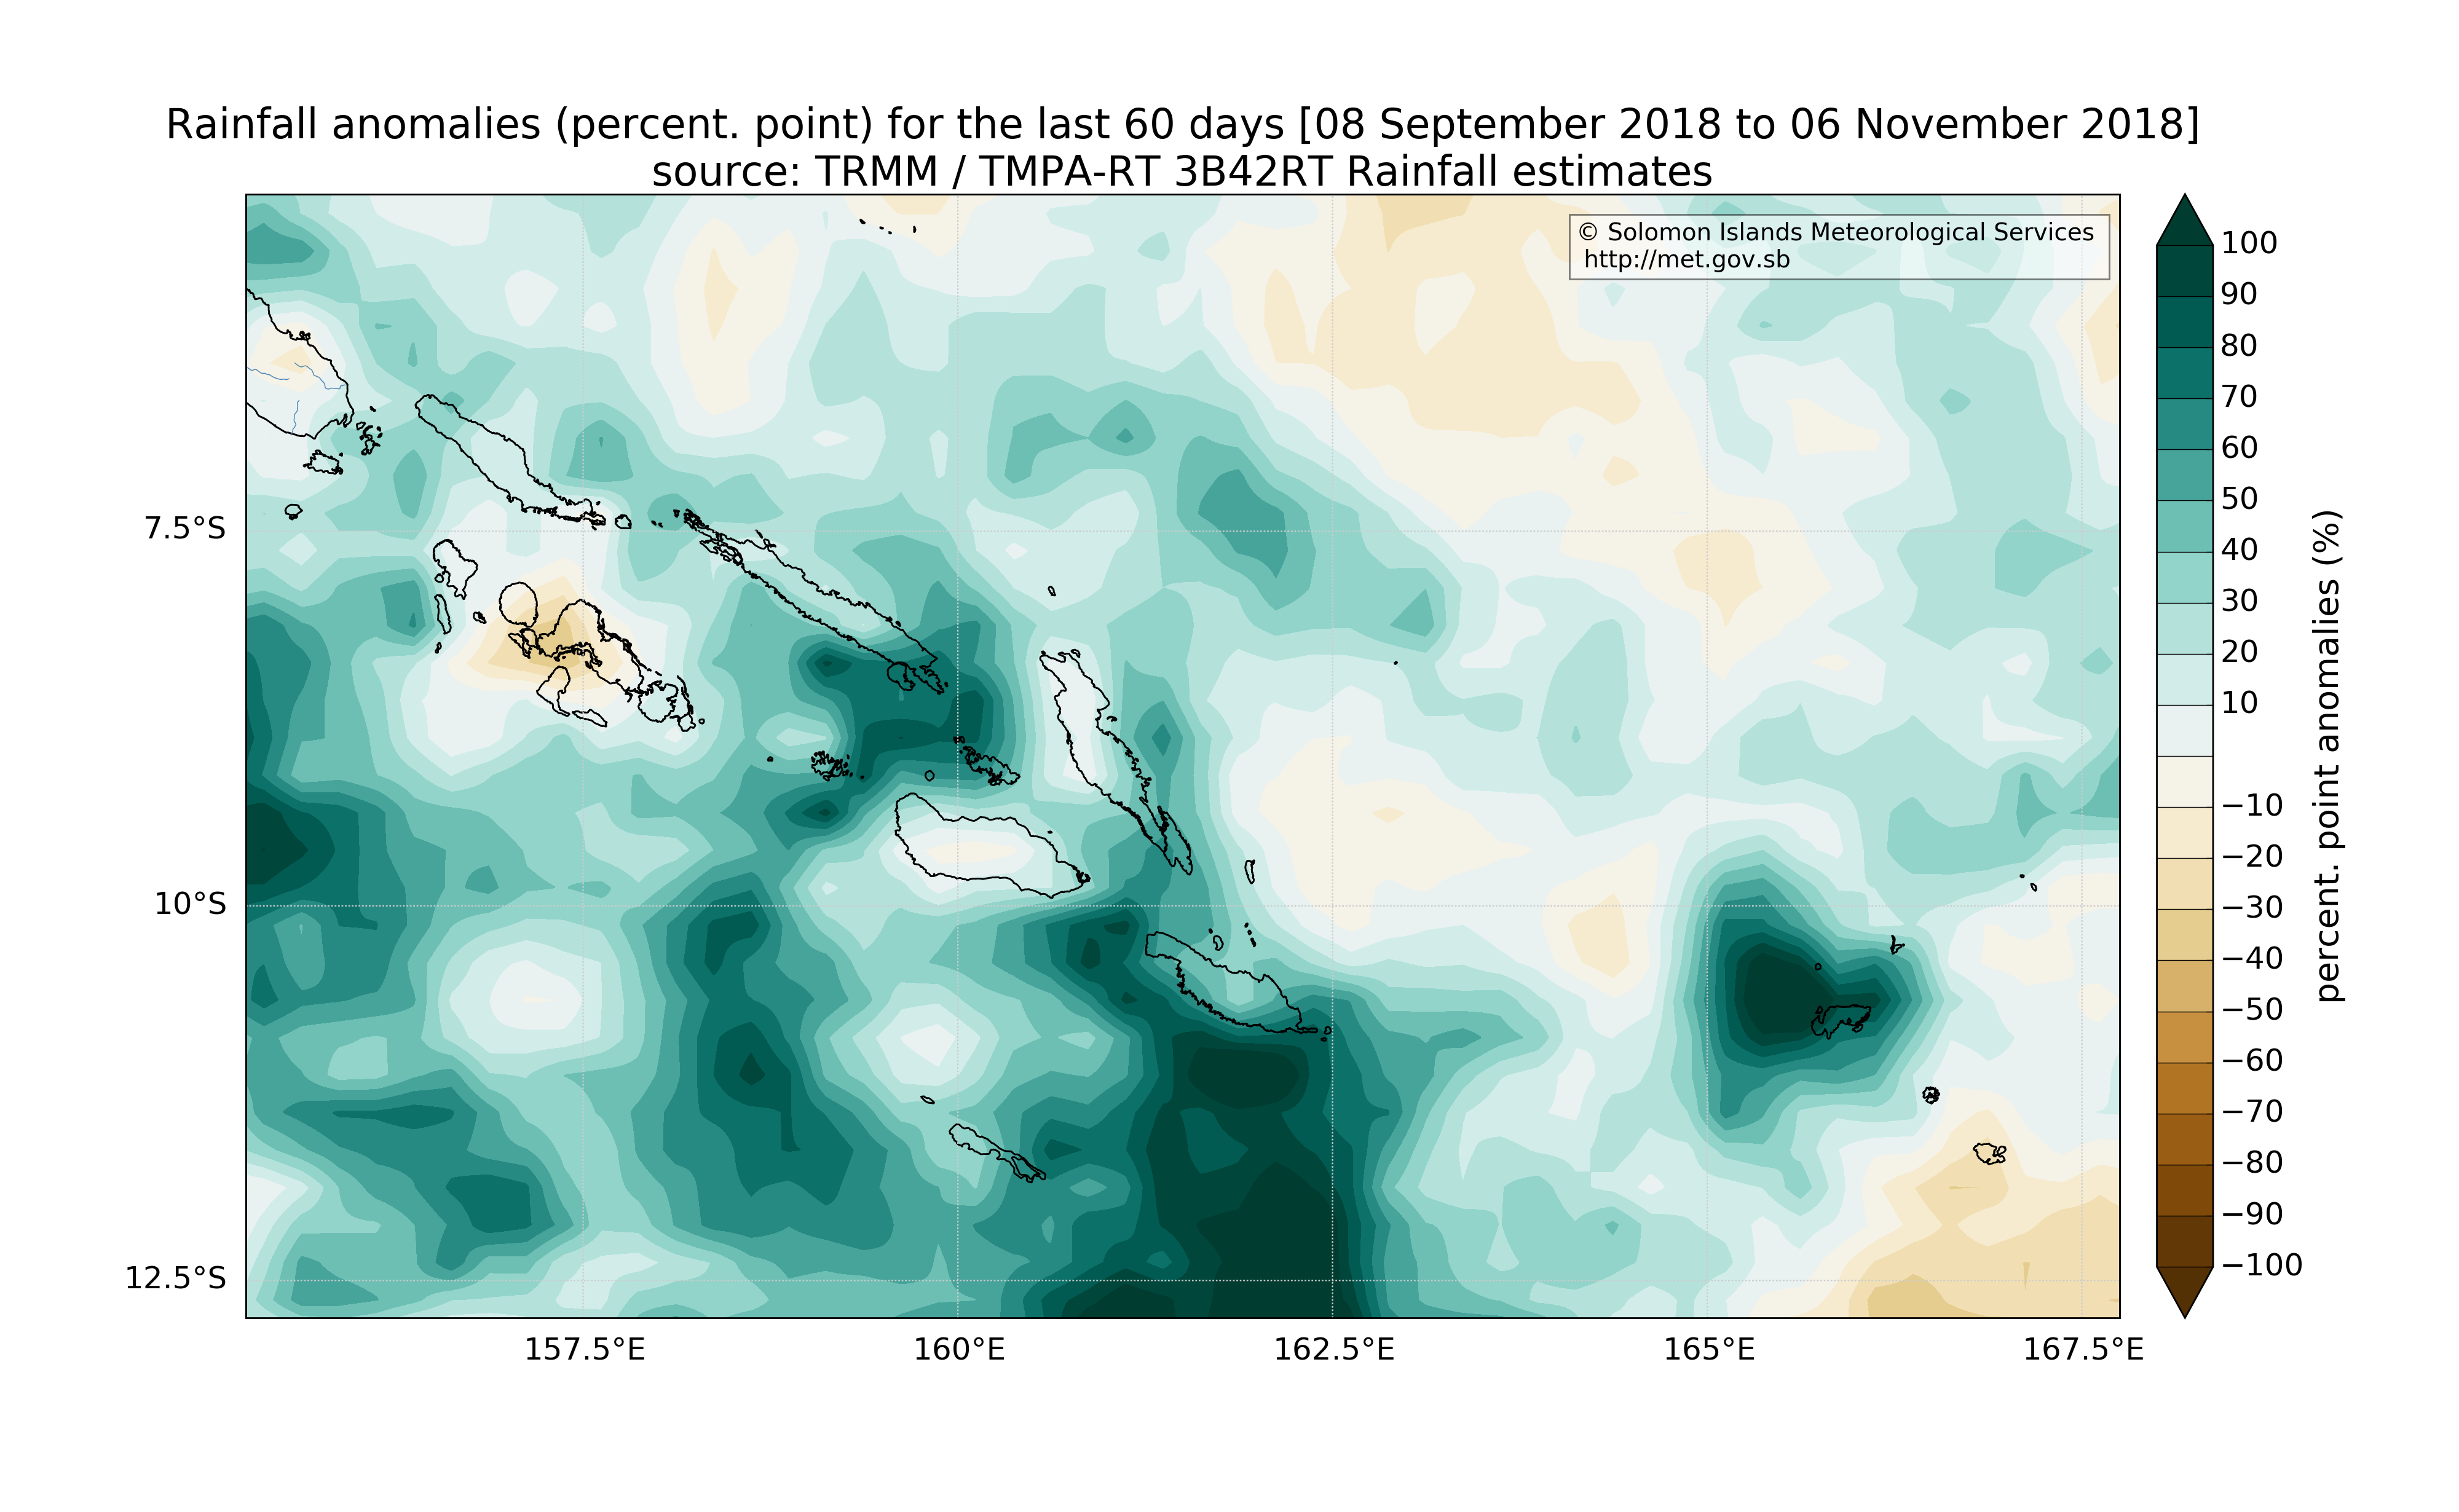 Rainfall anomalies (percent. point) for the last 60 days [08 September 2018 to 06 November 2018]
source: TRMM / TMPA-RT 3B42RT Rainfall estimates
© Solomon Islands Meteorological Services
http://met.gov.sb
7.5°S
10°S
12.5°S
157.5°E
160°E
162.5°E
165°E
167.5°E
100
90
80
70
60
50
40
30
20
10
−10
−20
−30
−40
−50
−60
−70
−80
−90
−100
percent. point anomalies (%)